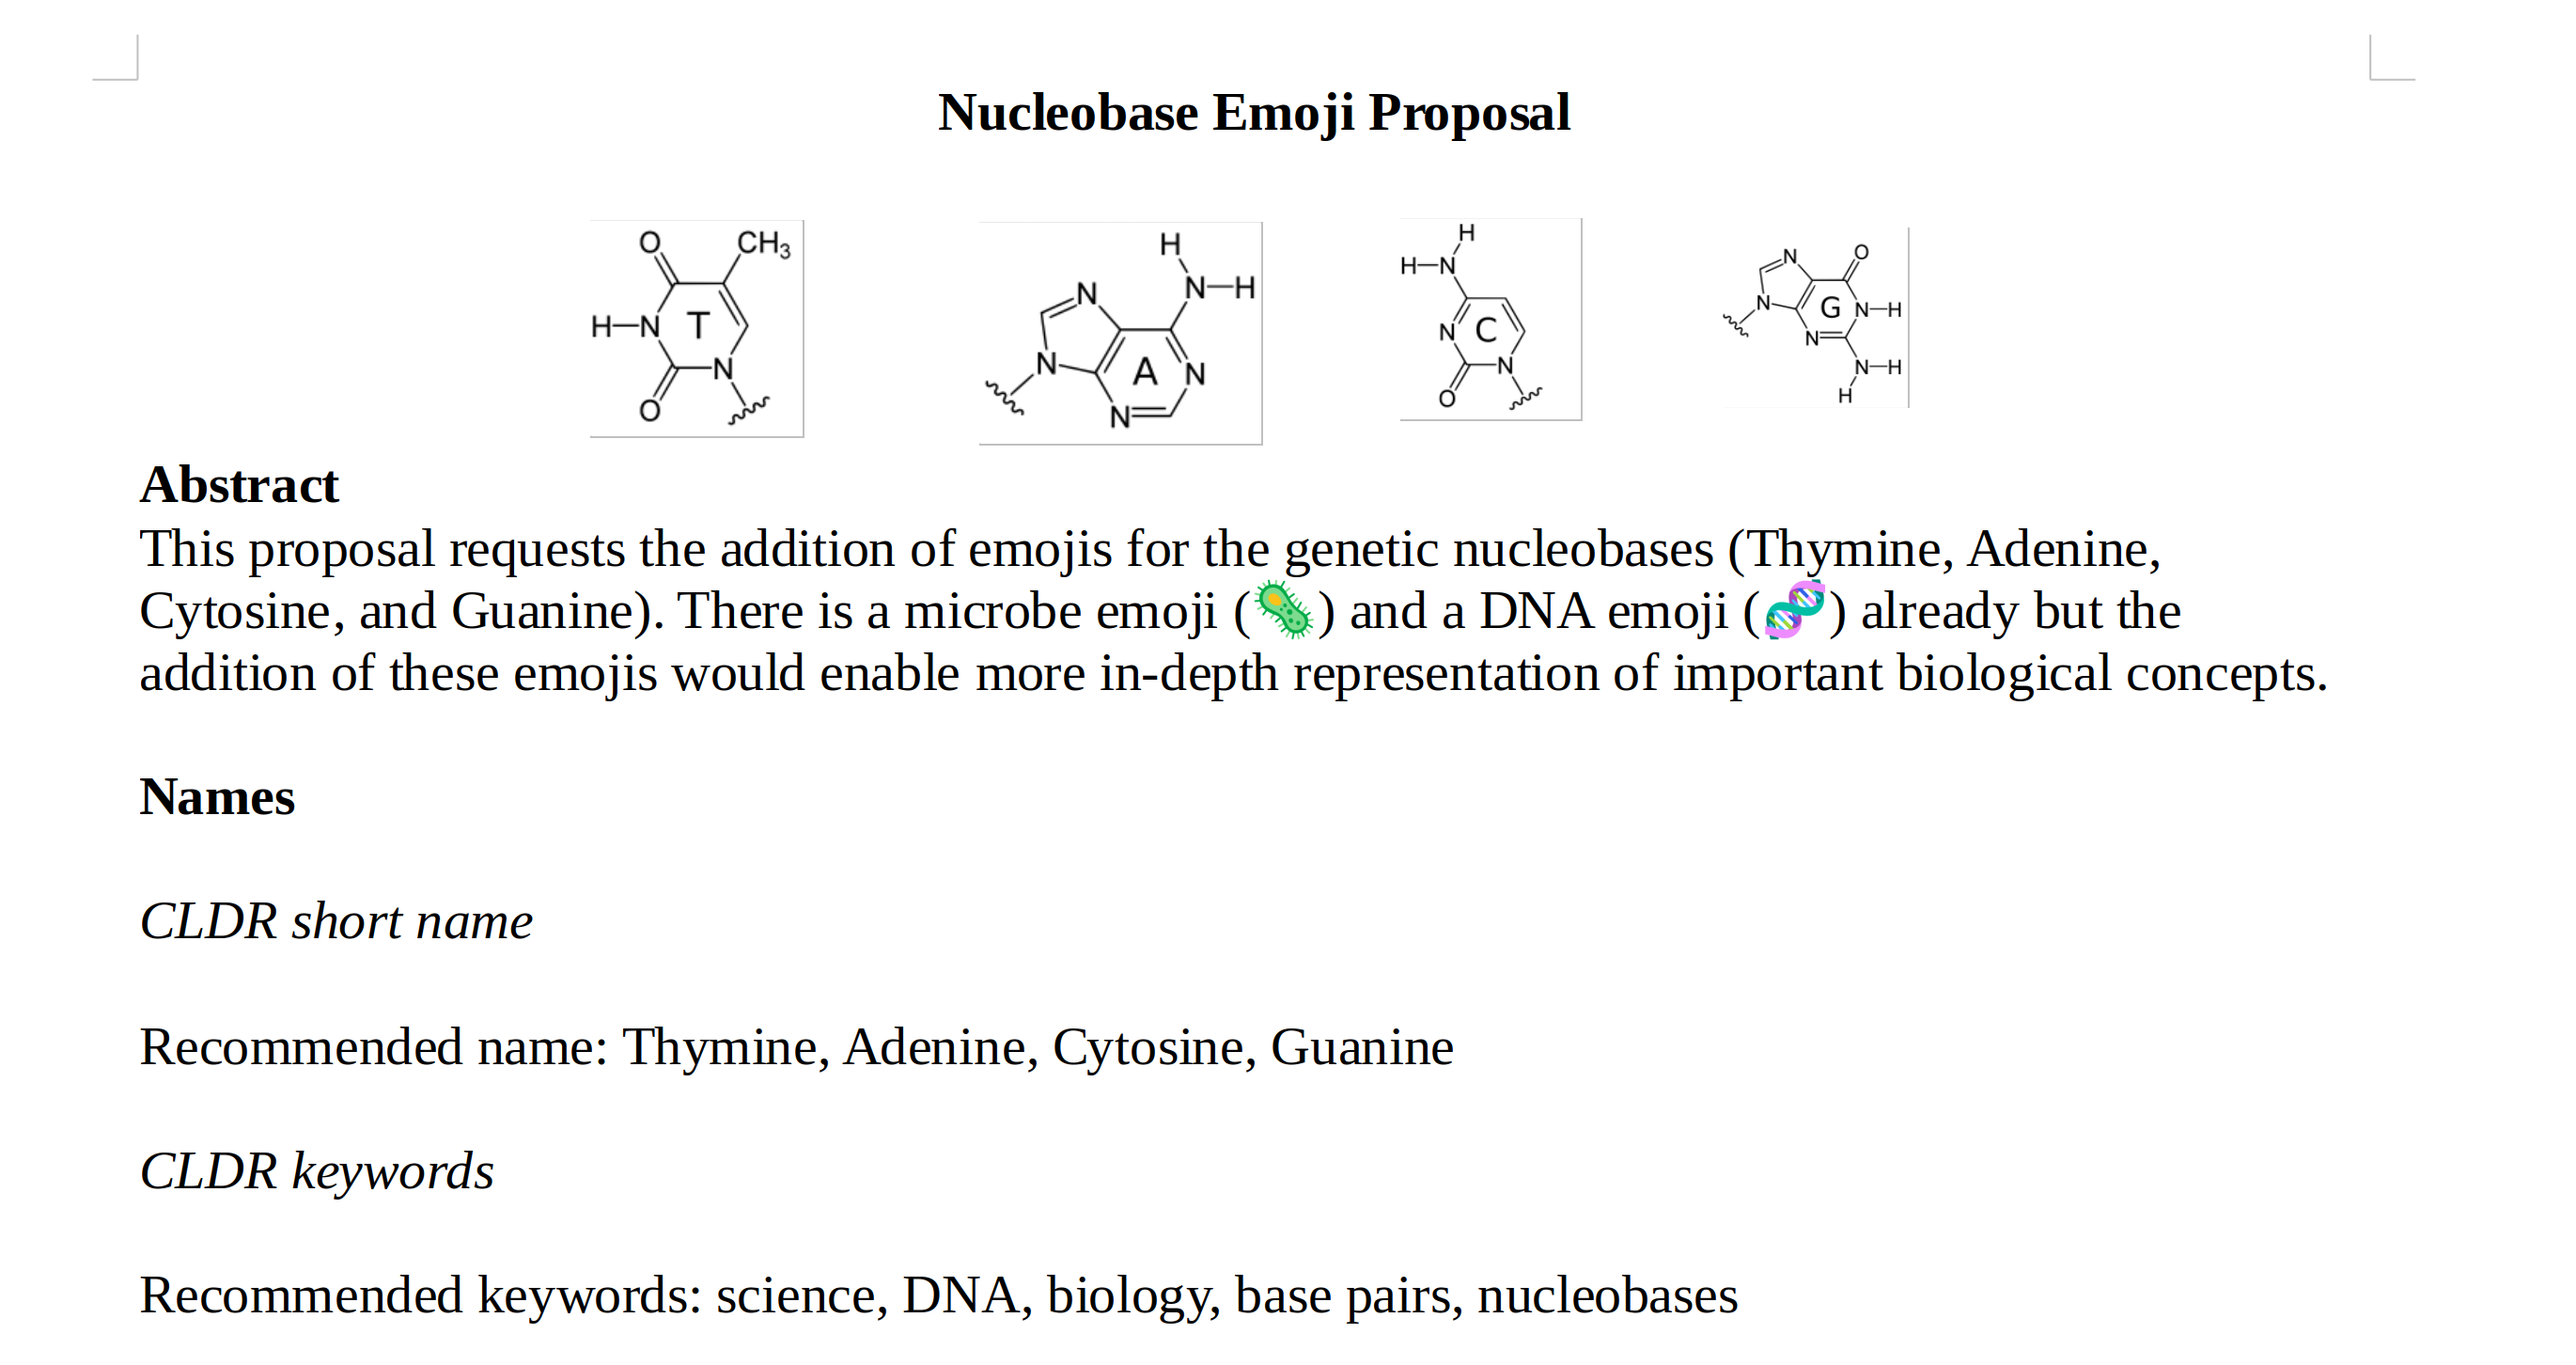 Nucleobase Emoji Proposal
O CH3
H N T
N
O
H
N N H
N A N
N
H
H N
N C
N
O
N O
N G N H
N
N H
H
Abstract
This proposal requests the addition of emojis for the genetic nucleobases (Thymine, Adenine,
Cytosine, and Guanine). There is a microbe emoji (🦠) and a DNA emoji (🧬) already but the
addition of these emojis would enable more in-depth representation of important biological concepts.
Names
CLDR short name
Recommended name: Thymine, Adenine, Cytosine, Guanine
CLDR keywords
Recommended keywords: science, DNA, biology, base pairs, nucleobases